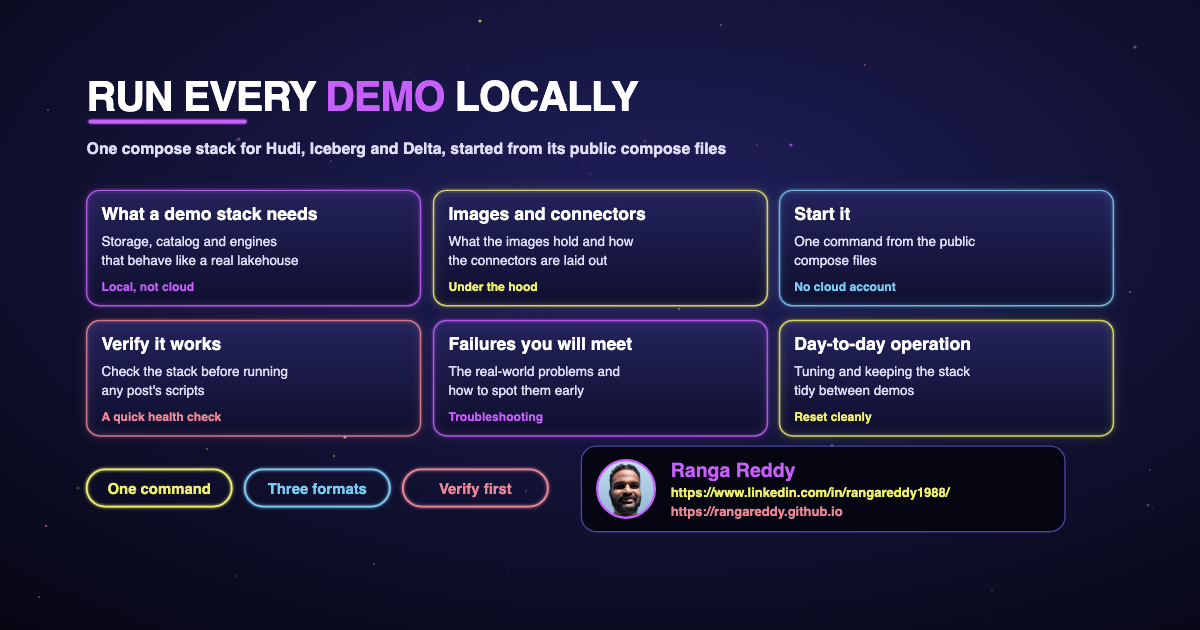 RUN EVERY DEMO LOCALLY
One compose stack for Hudi, Iceberg and Delta, started from its public compose files
What a demo stack needs
Storage, catalog and engines
that behave like a real lakehouse
Local, not cloud
Images and connectors
What the images hold and how
the connectors are laid out
Under the hood
Start it
One command from the public
compose files
No cloud account
Verify it works
Check the stack before running
any post's scripts
A quick health check
Failures you will meet
The real-world problems and
how to spot them early
Troubleshooting
Day-to-day operation
Tuning and keeping the stack
tidy between demos
Reset cleanly
One command
Three formats
Verify first
Ranga Reddy
https://www.linkedin.com/in/rangareddy1988/
https://rangareddy.github.io